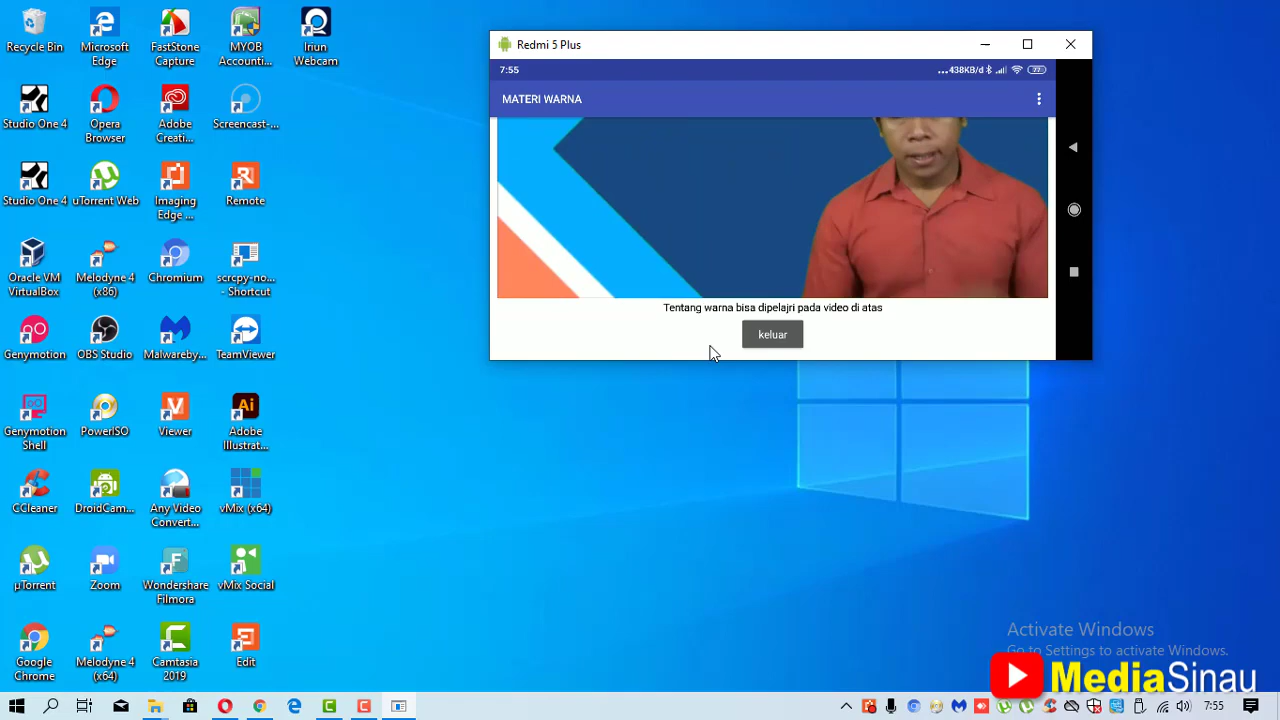 Recycle Bin
Microsoft
Edge
FastStone
Capture
MYOB
Accounti...
Iriun
Webcam
Studio One 4
Opera
Browser
Adobe
Creati...
Screencast-...
Studio One 4
uTorrent Web
Imaging
Edge ...
Remote
Oracle VM
VirtualBox
Melodyne 4
(x86)
Chromium
scrcpy-no...
- Shortcut
Genymotion
OBS Studio
Malwareby...
TeamViewer
Genymotion
Shell
PowerISO
Viewer
Adobe
Illustrat...
CCleaner
DroidCam...
Any Video
Convert...
vMix (x64)
µTorrent
Zoom
Wondershare
Filmora
vMix Social
Google
Chrome
Melodyne 4
(x64)
Camtasia
2019
Edit
Redmi 5 Plus
7:55
...438KB/d
77
MATERI WARNA
Tentang warna bisa dipelajri pada video di atas
keluar
Activate Windows
Go to Settings to activate Windows.
MediaSinau
7:55